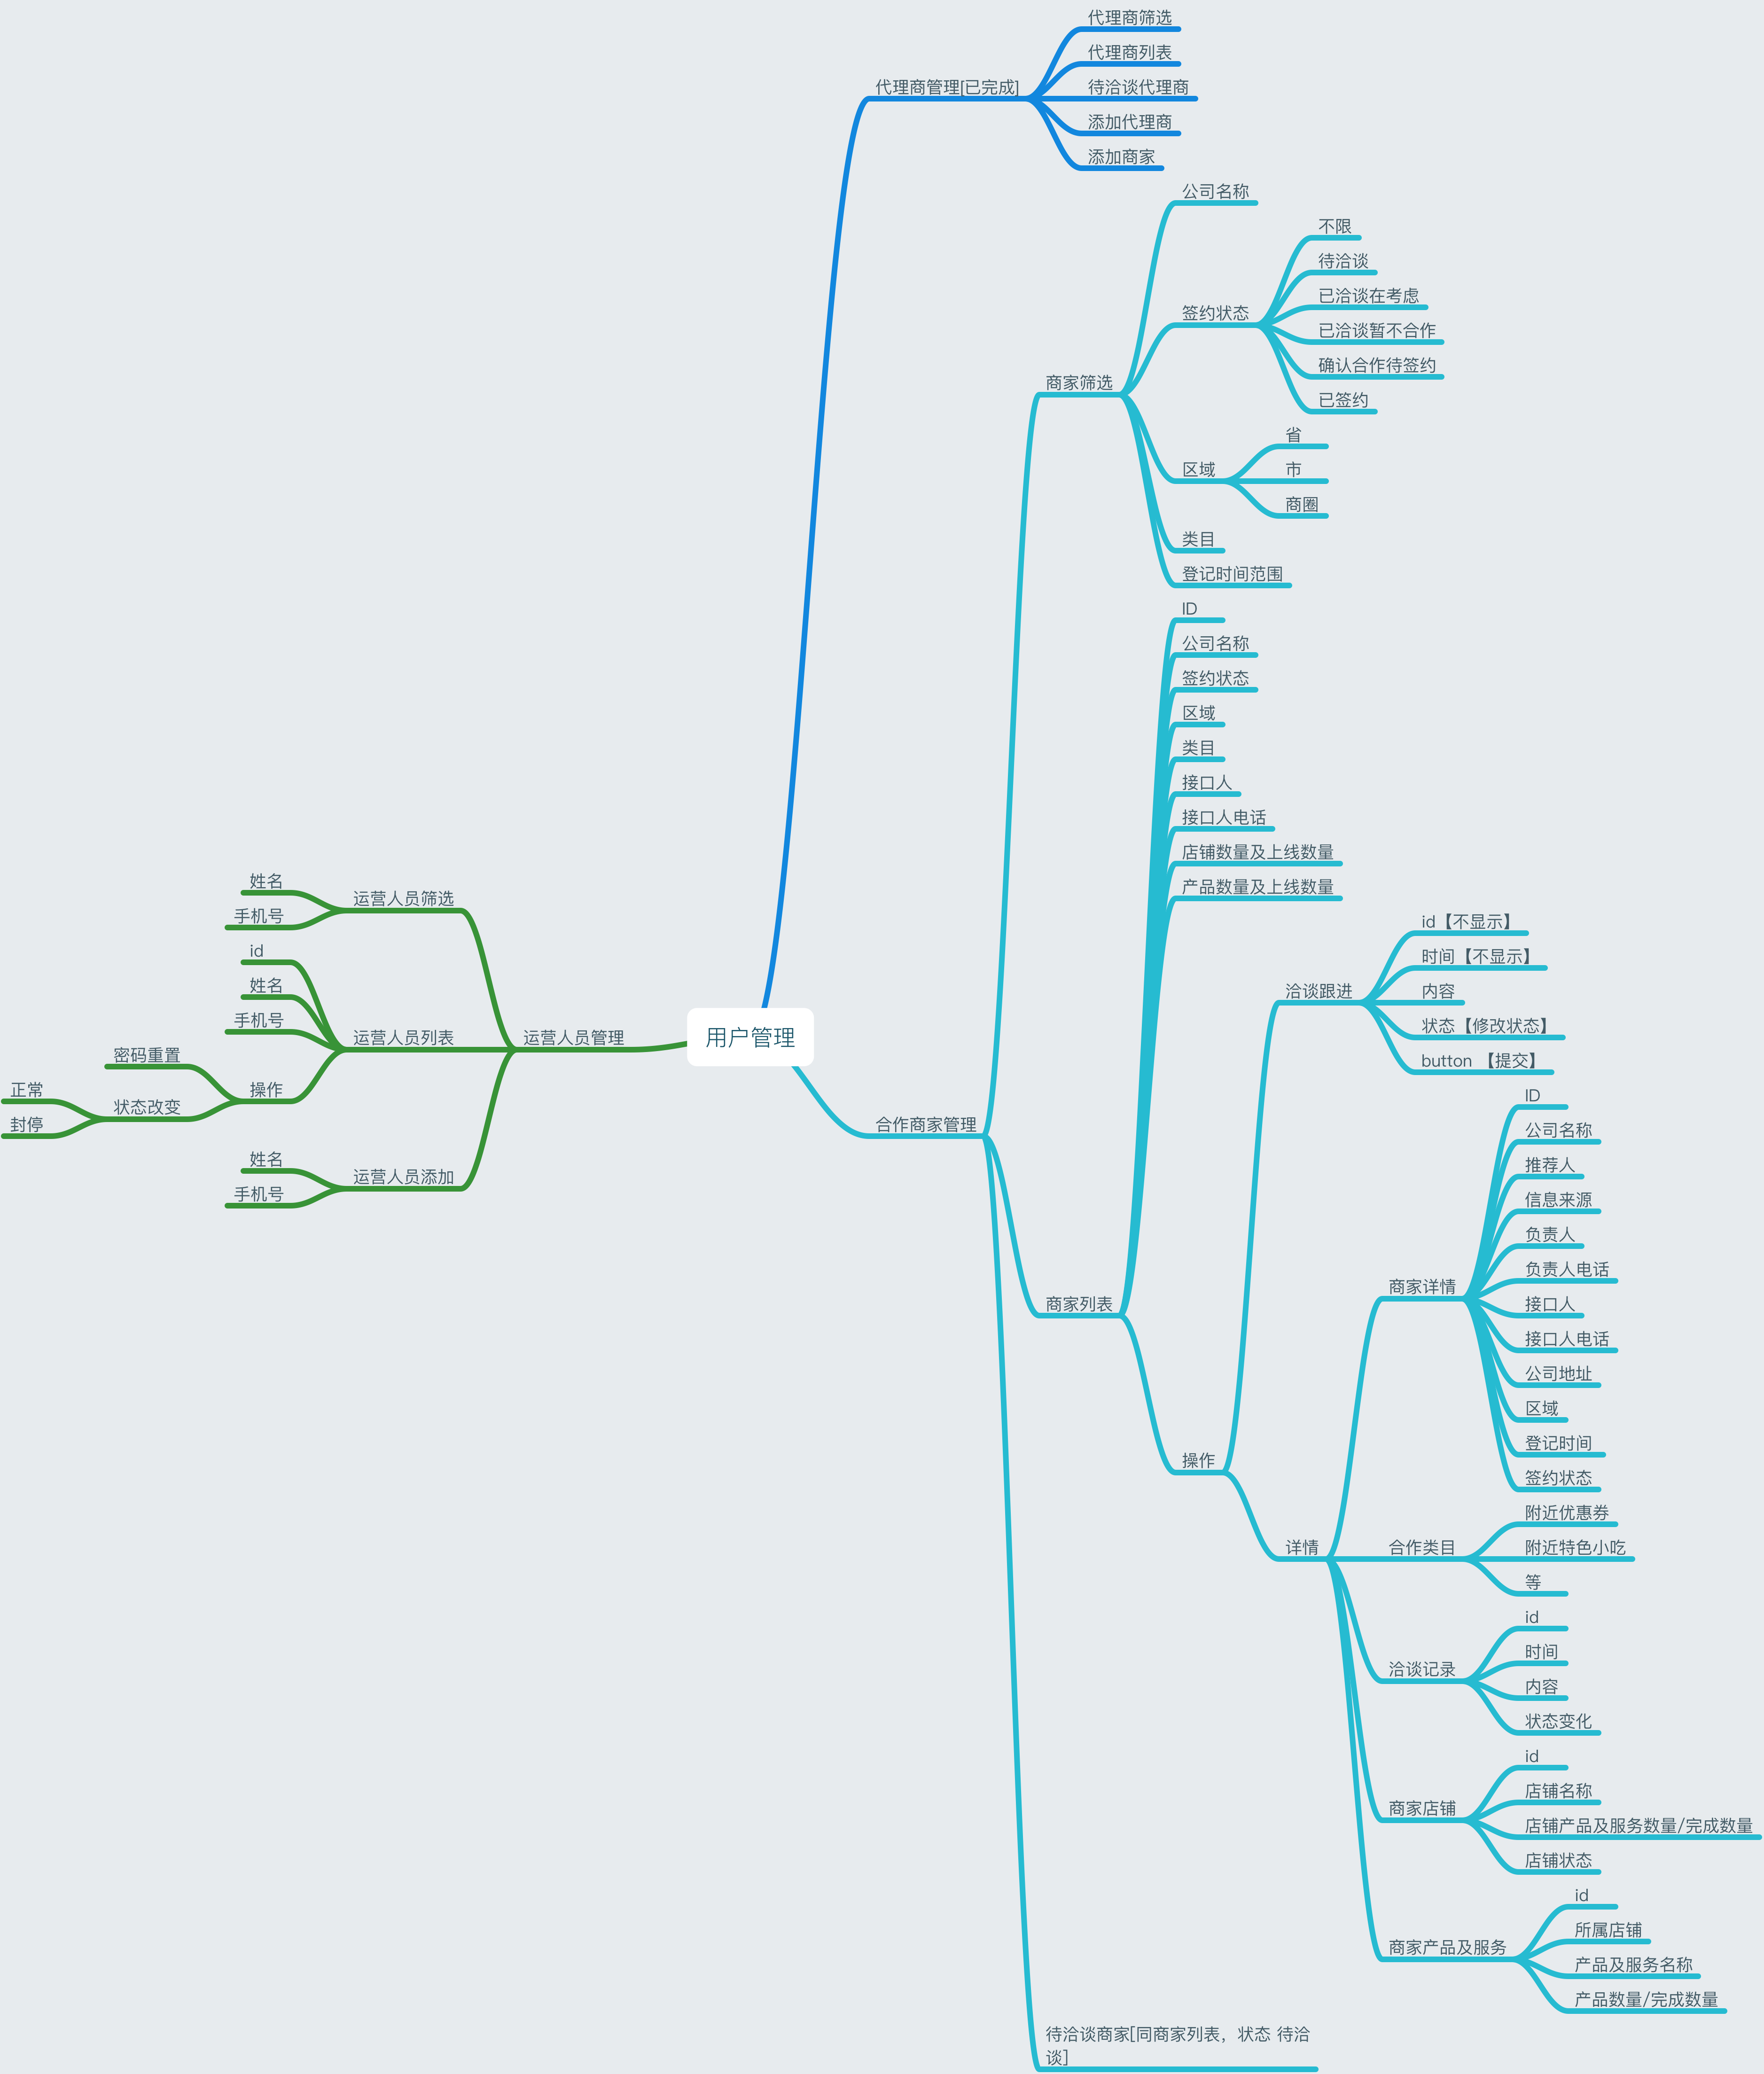 用户管理
代理商管理[已完成]
代理商筛选
代理商列表
待洽谈代理商
添加代理商
添加商家
合作商家管理
商家筛选
公司名称
签约状态
不限
待洽谈
已洽谈在考虑
已洽谈暂不合作
确认合作待签约
已签约
区域
省
市
商圈
类目
登记时间范围
商家列表
ID
公司名称
签约状态
区域
类目
接口人
接口人电话
店铺数量及上线数量
产品数量及上线数量
操作
洽谈跟进
id【不显示】
时间【不显示】
内容
状态【修改状态】
button 【提交】
详情
商家详情
ID
公司名称
推荐人
信息来源
负责人
负责人电话
接口人
接口人电话
公司地址
区域
登记时间
签约状态
合作类目
附近优惠券
附近特色小吃
等
洽谈记录
id
时间
内容
状态变化
商家店铺
id
店铺名称
店铺产品及服务数量/完成数量
店铺状态
商家产品及服务
id
所属店铺
产品及服务名称
产品数量/完成数量
待洽谈商家[同商家列表，状态 待洽
谈]
运营人员管理
运营人员筛选
姓名
手机号
运营人员列表
id
姓名
手机号
操作
密码重置
状态改变
正常
封停
运营人员添加
姓名
手机号